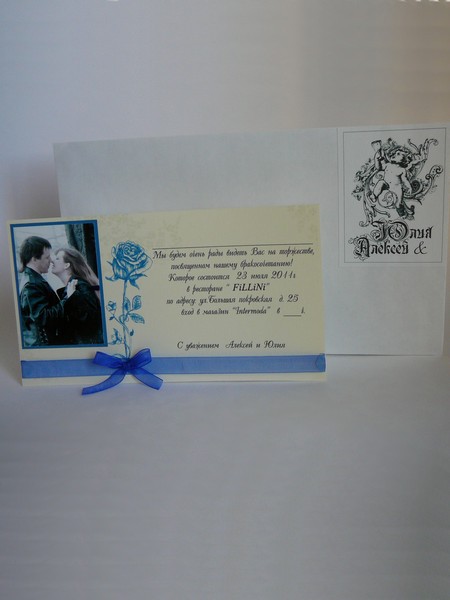 Мы будем очень рады видеть Вас на торжестве,
посвященном нашему бракосочетанию!
Которое состоится 23 июля 2011г
в ресторане " FiLLiNi"
по адресу ул.Большая покровская д. 25
вход в магазин "Intermoda" в ____ч.
С уважением Алексей и Юлия
Юлия
Алексей &